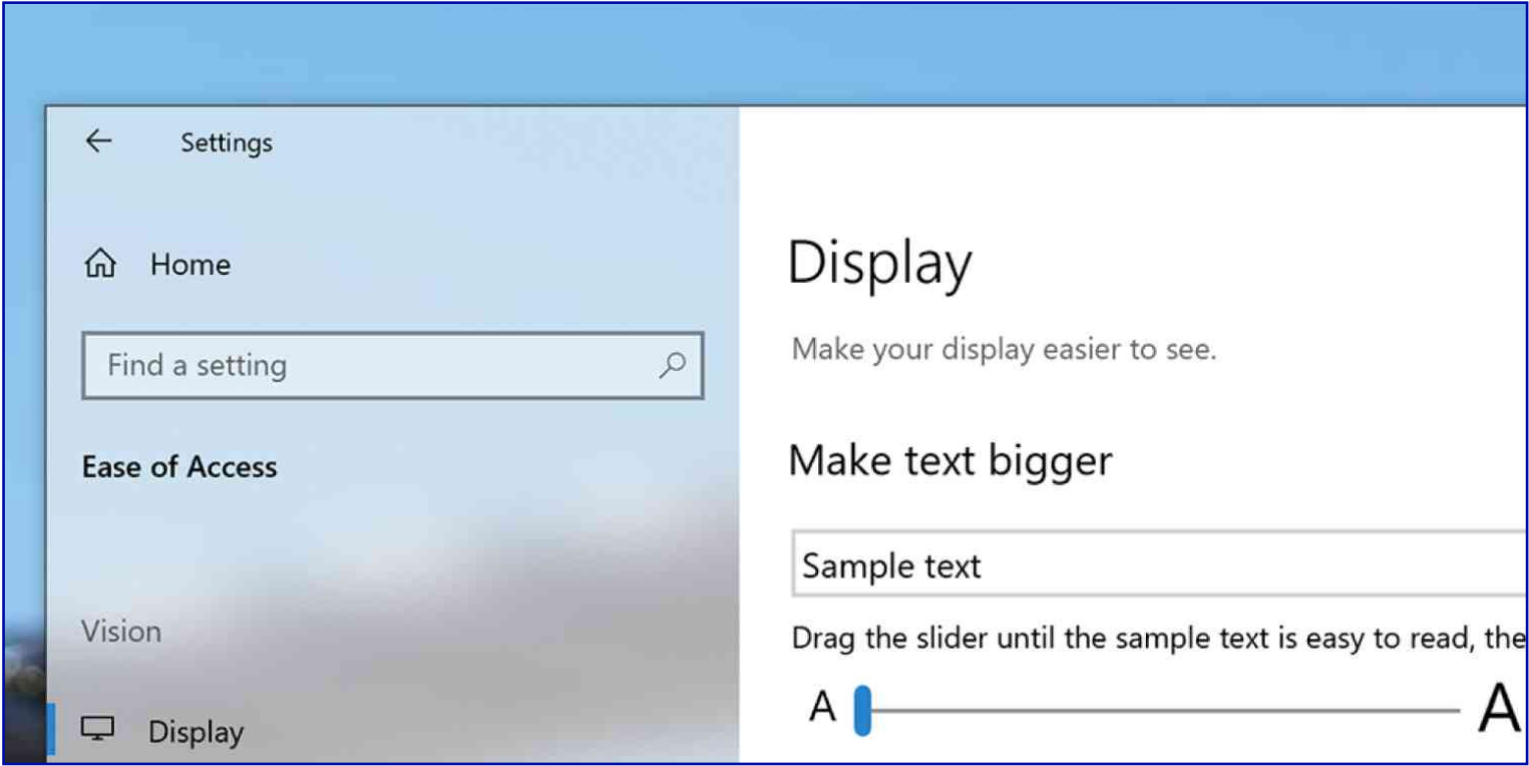 Settings
Home
Find a setting
Ease of Access
Vision
Display
Display
Make your display easier to see.
Make text bigger
Sample text
Drag the slider until the sample text is easy to read, the
A A